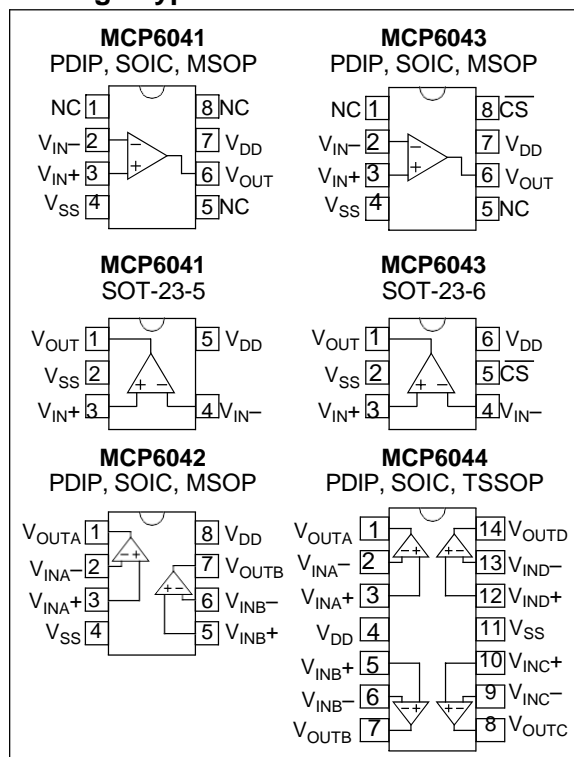 MCP6041
PDIP, SOIC, MSOP
NC 1 8 NC
VIN– 2 7 VDD
VIN+ 3 6 VOUT
VSS 4 5 NC
MCP6043
PDIP, SOIC, MSOP
NC 1 8 CS
VIN– 2 7 VDD
VIN+ 3 6 VOUT
VSS 4 5 NC
MCP6041
SOT-23-5
VOUT 1 5 VDD
VSS 2
VIN+ 3 4 VIN–
MCP6043
SOT-23-6
VOUT 1 6 VDD
VSS 2 5 CS
VIN+ 3 4 VIN–
MCP6042
PDIP, SOIC, MSOP
VOUTA 1 8 VDD
VINA– 2 7 VOUTB
VINA+ 3 6 VINB–
VSS 4 5 VINB+
MCP6044
PDIP, SOIC, TSSOP
VOUTA 1 14 VOUTD
VINA– 2 13 VIND–
VINA+ 3 12 VIND+
VDD 4 11 VSS
VINB+ 5 10 VINC+
VINB– 6 9 VINC–
VOUTB 7 8 VOUTC